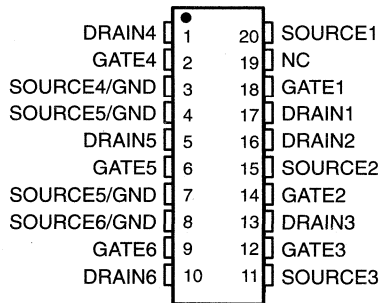 DRAIN4 1 20 SOURCE1
GATE4 2 19 NC
SOURCE4/GND 3 18 GATE1
SOURCE5/GND 4 17 DRAIN1
DRAIN5 5 16 DRAIN2
GATE5 6 15 SOURCE2
SOURCE5/GND 7 14 GATE2
SOURCE6/GND 8 13 DRAIN3
GATE6 9 12 GATE3
DRAIN6 10 11 SOURCE3